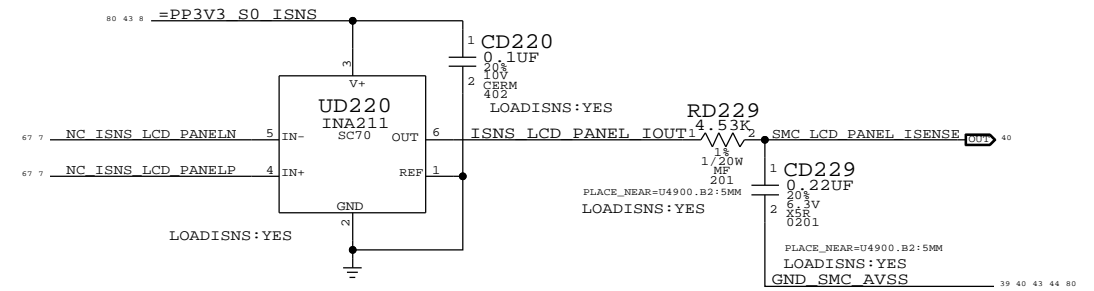 80 43 8 =PP3V3_S0_ISNS
1 CD220
0.1UF
20%
10V
CERM
402
2
LOADISNS:YES
3
V+
UD220
INA211
SC70
67 7 NC_ISNS_LCD_PANELN 5 IN-
OUT 6 ISNS_LCD_PANEL_IOUT
67 7 NC_ISNS_LCD_PANELP 4 IN+
REF 1
GND
2
LOADISNS:YES
RD229
4.53K
1 2
1%
1/20W
MF
201
PLACE_NEAR=U4900.B2:5MM
LOADISNS:YES
SMC_LCD_PANEL_ISENSE OUT 40
1 CD229
0.22UF
20%
6.3V
X5R
0201
2
PLACE_NEAR=U4900.B2:5MM
LOADISNS:YES
GND_SMC_AVSS 39 40 43 44 80